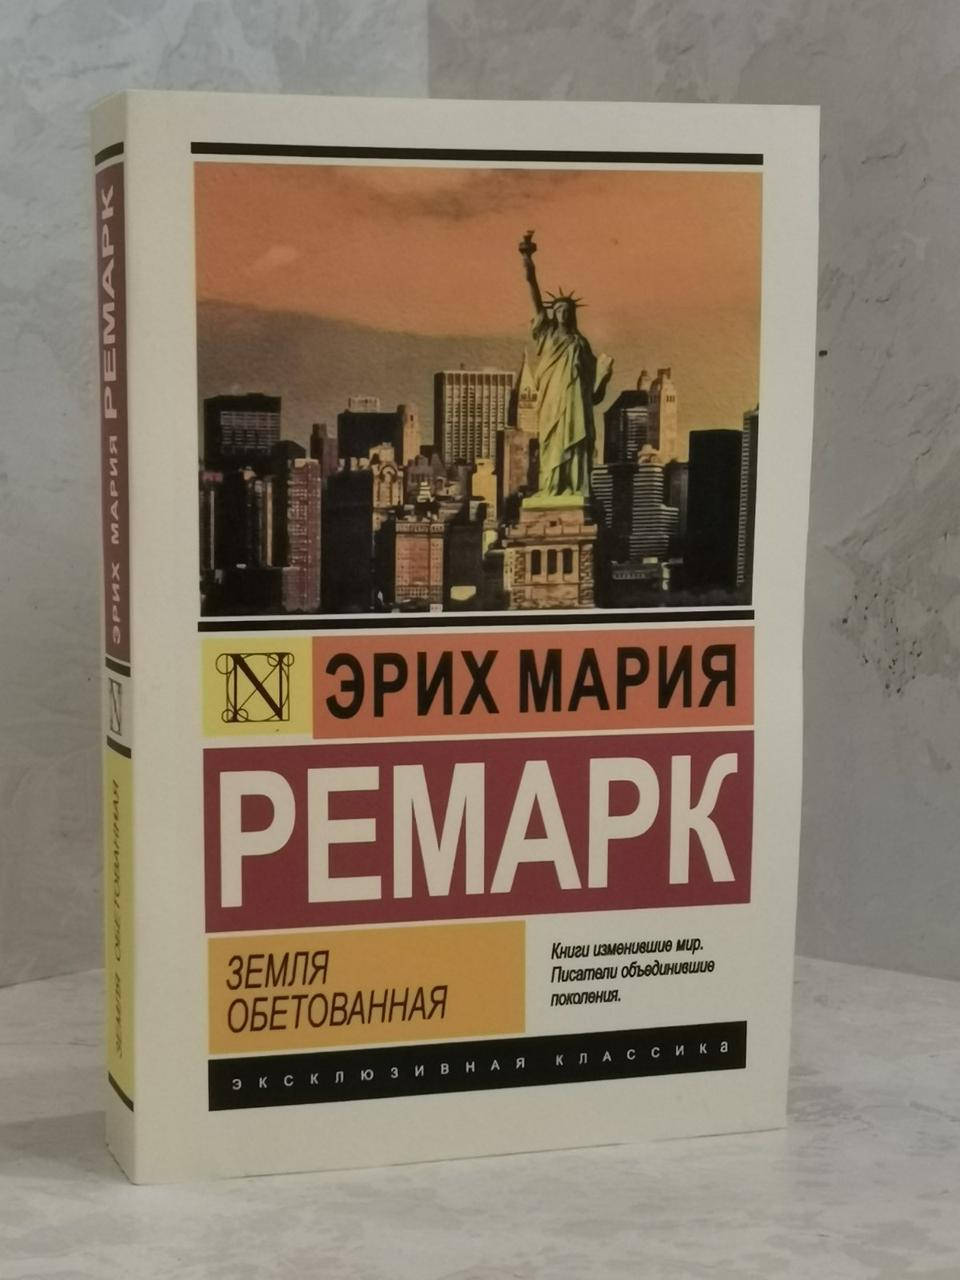 ЭРИХ МАРИЯ РЕМАРК
N
ЗЕМЛЯ ОБЕТОВАННАЯ
N
ЭРИХ МАРИЯ
РЕМАРК
ЗЕМЛЯ
ОБЕТОВАННАЯ
Книги изменившие мир.
Писатели объединившие
поколения.
ЭКСКЛЮЗИВНАЯ КЛАССИКа